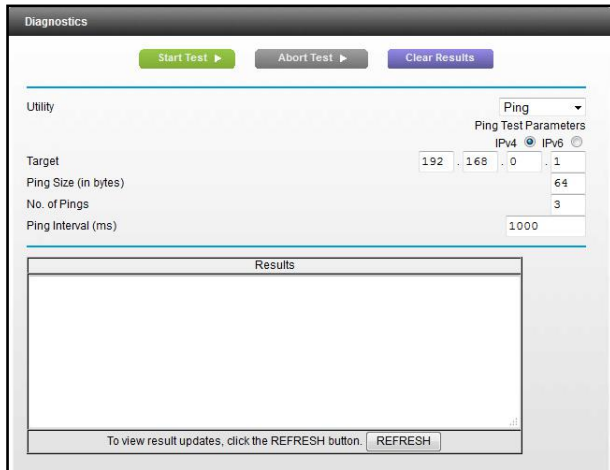 Diagnostics
Start Test Abort Test Clear Results
Utility Ping
Ping Test Parameters
IPv4 IPv6
Target 192 . 168 . 0 . 1
Ping Size (in bytes) 64
No. of Pings 3
Ping Interval (ms) 1000
Results
To view result updates, click the REFRESH button. REFRESH